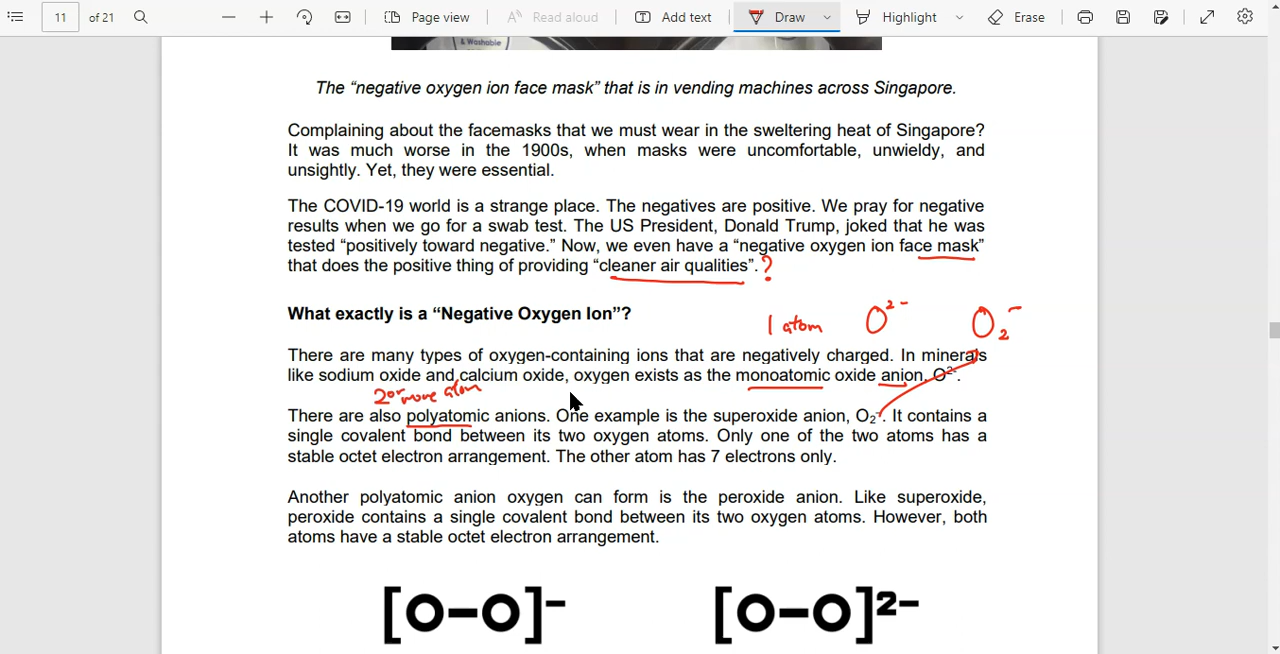 11 of 21 Page view Read aloud Add text Draw Highlight Erase
& Washable
The “negative oxygen ion face mask” that is in vending machines across Singapore.
Complaining about the facemasks that we must wear in the sweltering heat of Singapore?
It was much worse in the 1900s, when masks were uncomfortable, unwieldy, and
unsightly. Yet, they were essential.
The COVID-19 world is a strange place. The negatives are positive. We pray for negative
results when we go for a swab test. The US President, Donald Trump, joked that he was
tested “positively toward negative.” Now, we even have a “negative oxygen ion face mask”
that does the positive thing of providing “cleaner air qualities”. ?
What exactly is a “Negative Oxygen Ion”?
1 atom O²⁻ O₂⁻
There are many types of oxygen-containing ions that are negatively charged. In minerals
like sodium oxide and calcium oxide, oxygen exists as the monoatomic oxide anion, O²⁻.
2 or more atom
There are also polyatomic anions. One example is the superoxide anion, O₂⁻. It contains a
single covalent bond between its two oxygen atoms. Only one of the two atoms has a
stable octet electron arrangement. The other atom has 7 electrons only.
Another polyatomic anion oxygen can form is the peroxide anion. Like superoxide,
peroxide contains a single covalent bond between its two oxygen atoms. However, both
atoms have a stable octet electron arrangement.
[O–O]⁻ [O–O]²⁻